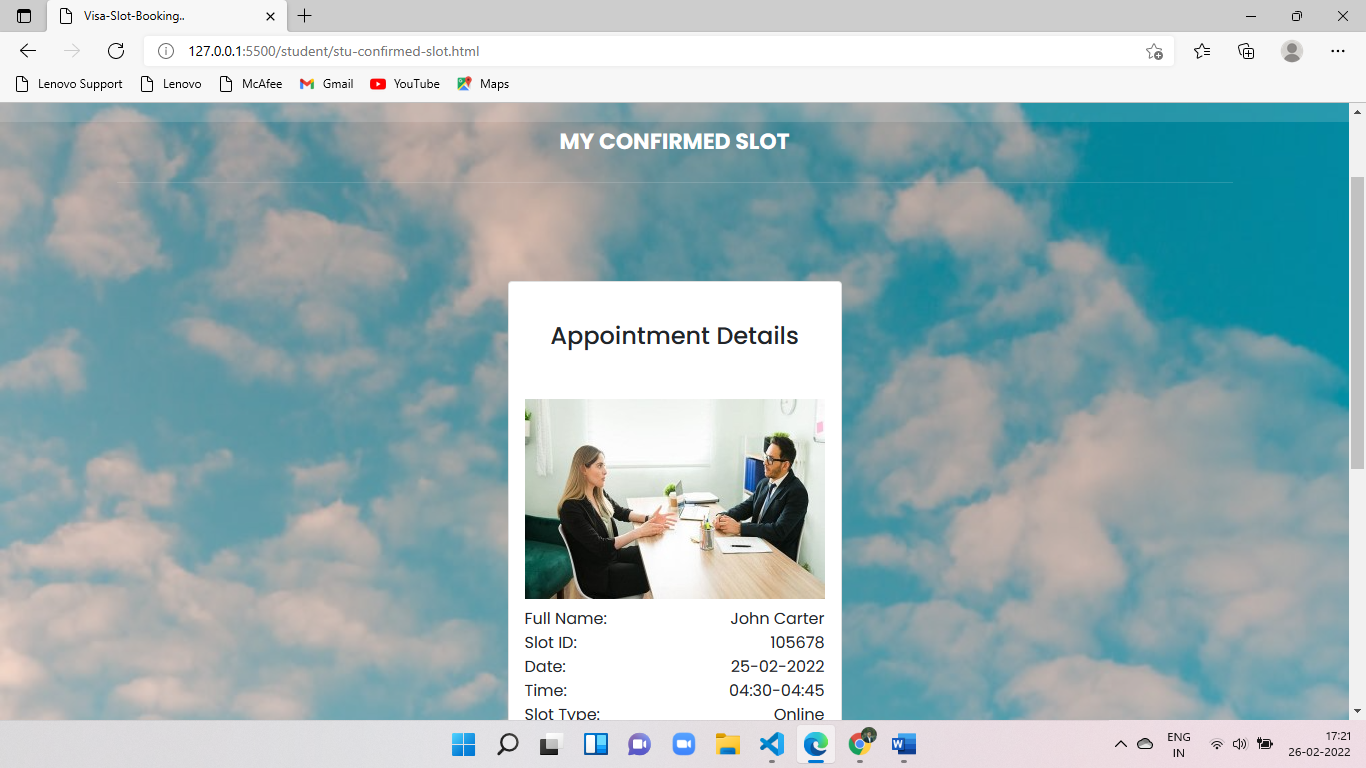 Visa-Slot-Booking..
127.0.0.1:5500/student/stu-confirmed-slot.html
Lenovo Support Lenovo McAfee Gmail YouTube Maps
MY CONFIRMED SLOT
Appointment Details
Full Name: John Carter
Slot ID: 105678
Date: 25-02-2022
Time: 04:30-04:45
Slot Type: Online
ENG 17:21
IN 26-02-2022